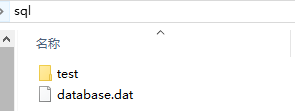 sql
名称
test
database.dat